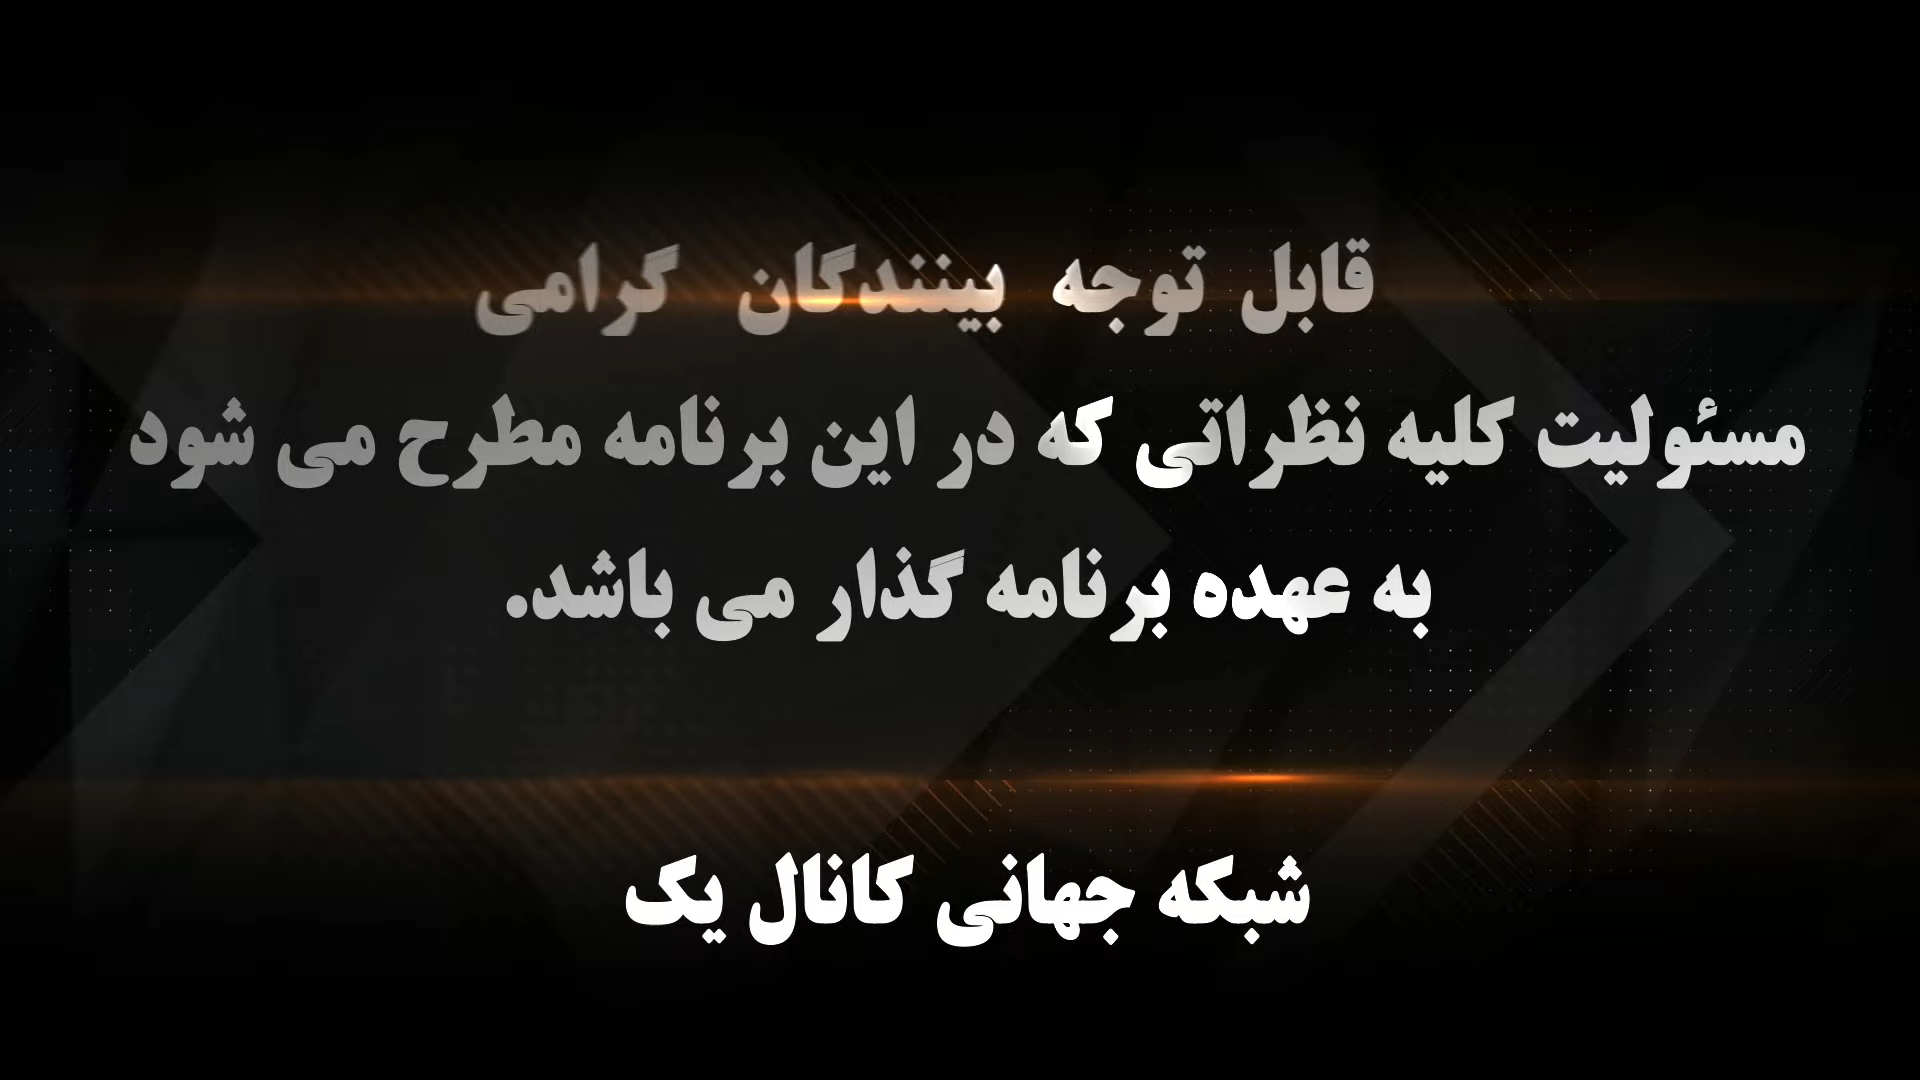 قابل توجه بینندگان گرامی
مسئولیت کلیه نظراتی که در این برنامه مطرح می شود
به عهده برنامه گذار می باشد.
شبکه جهانی کانال یک